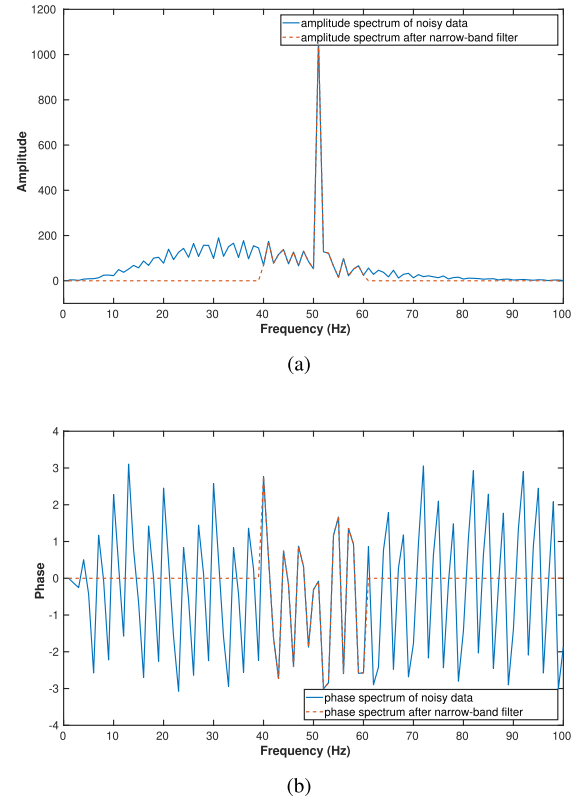 1200
amplitude spectrum of noisy data
amplitude spectrum after narrow-band filter
1000
800
600
400
200
0
Amplitude
0 10 20 30 40 50 60 70 80 90 100
Frequency (Hz)
(a)
4
3
2
1
0
-1
-2
-3
-4
Phase
phase spectrum of noisy data
phase spectrum after narrow-band filter
0 10 20 30 40 50 60 70 80 90 100
Frequency (Hz)
(b)